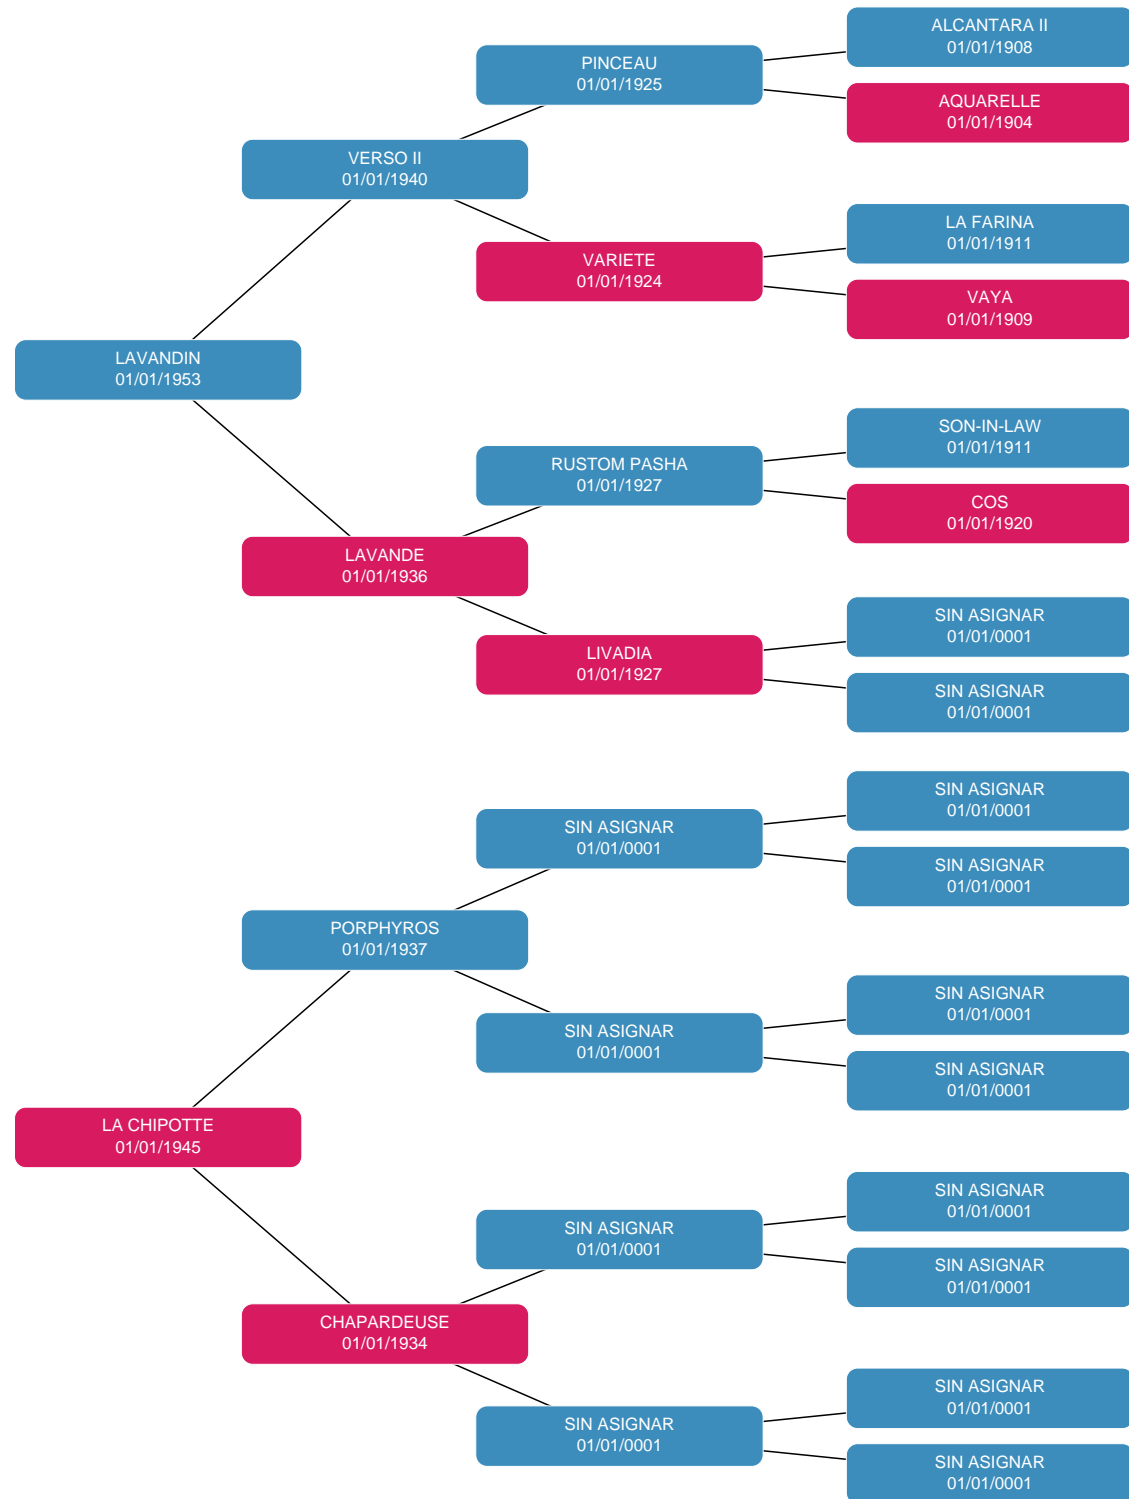 ALCANTARA II
01/01/1908
PINCEAU
01/01/1925
AQUARELLE
01/01/1904
VERSO II
01/01/1940
LA FARINA
01/01/1911
VARIETE
01/01/1924
VAYA
01/01/1909
LAVANDIN
01/01/1953
SON-IN-LAW
01/01/1911
RUSTOM PASHA
01/01/1927
COS
01/01/1920
LAVANDE
01/01/1936
SIN ASIGNAR
01/01/0001
LIVADIA
01/01/1927
SIN ASIGNAR
01/01/0001
SIN ASIGNAR
01/01/0001
SIN ASIGNAR
01/01/0001
SIN ASIGNAR
01/01/0001
PORPHYROS
01/01/1937
SIN ASIGNAR
01/01/0001
SIN ASIGNAR
01/01/0001
SIN ASIGNAR
01/01/0001
LA CHIPOTTE
01/01/1945
SIN ASIGNAR
01/01/0001
SIN ASIGNAR
01/01/0001
SIN ASIGNAR
01/01/0001
CHAPARDEUSE
01/01/1934
SIN ASIGNAR
01/01/0001
SIN ASIGNAR
01/01/0001
SIN ASIGNAR
01/01/0001